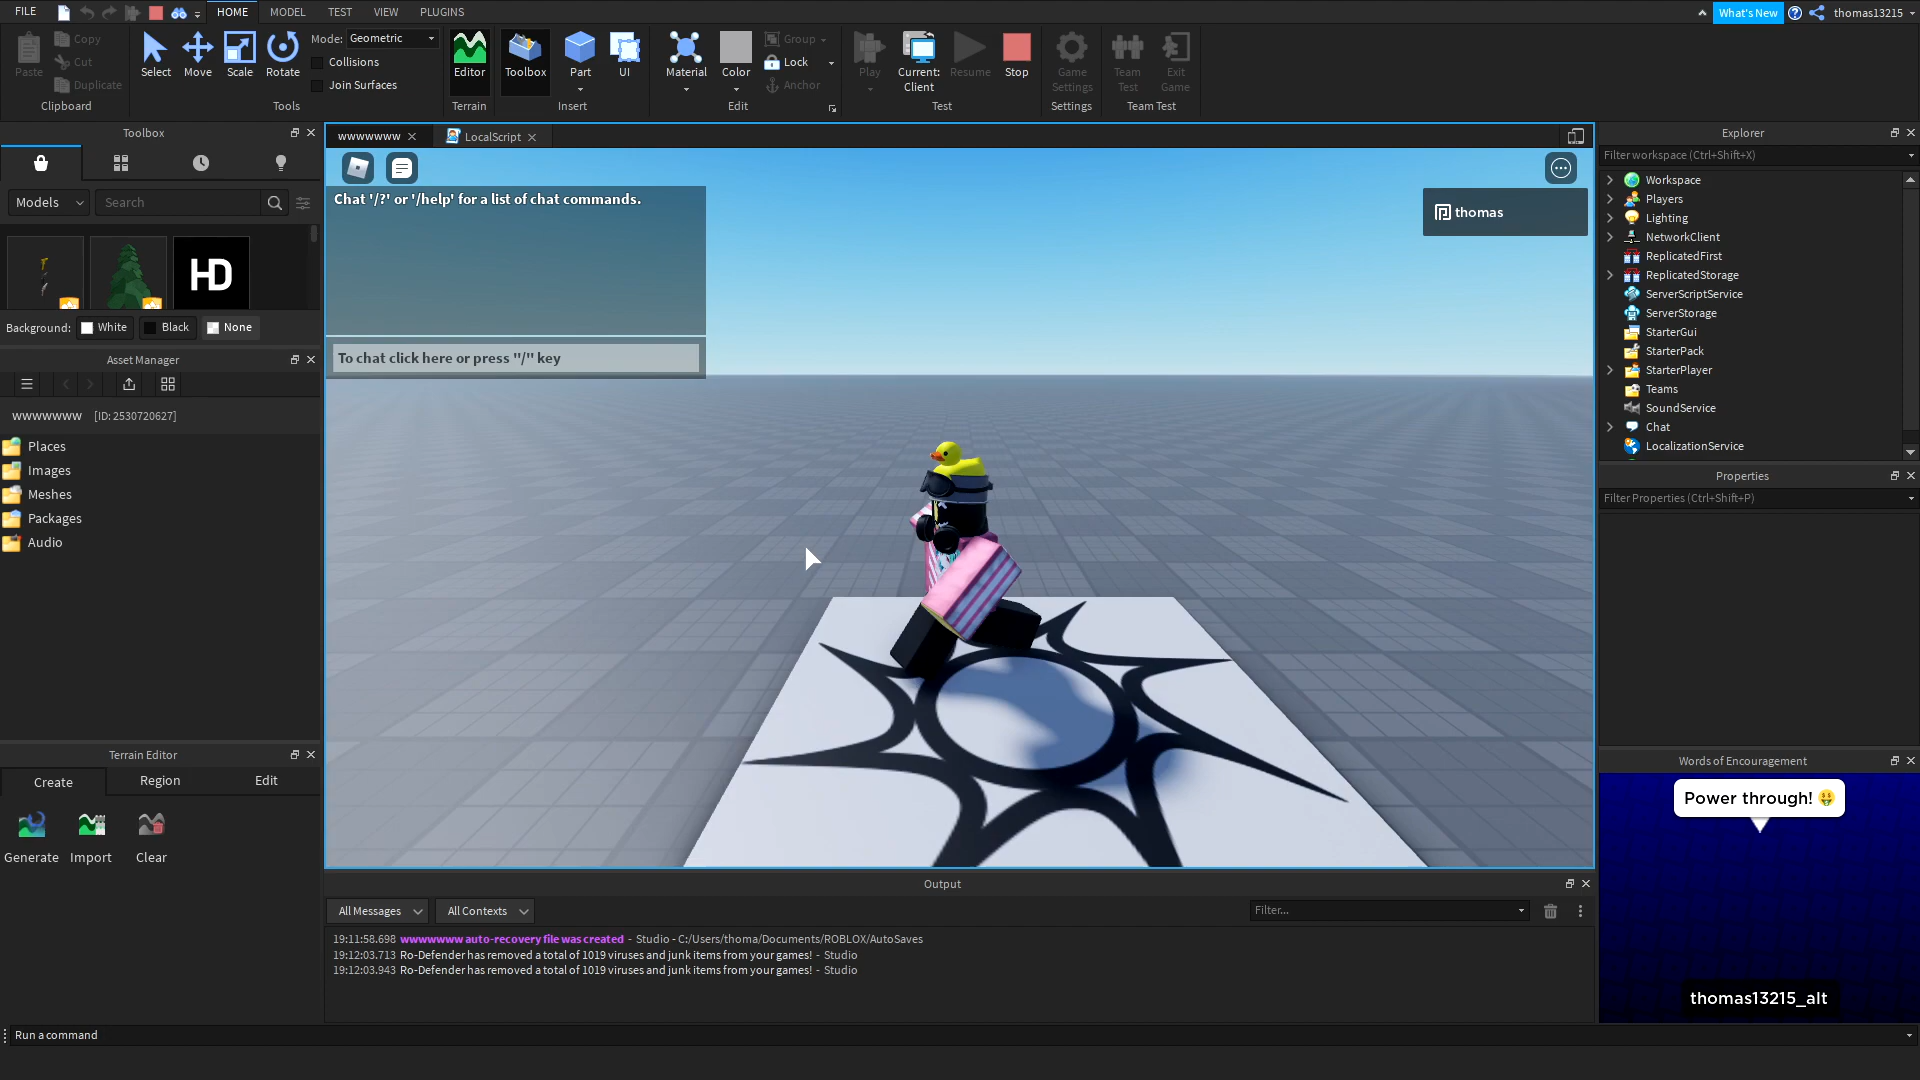 FILE
HOME
MODEL
TEST
VIEW
PLUGINS
What's New
thomas13215
Paste
Copy
Cut
Duplicate
Clipboard
Select
Move
Scale
Rotate
Mode: Geometric
Collisions
Join Surfaces
Tools
Editor
Terrain
Toolbox
Part
UI
Insert
Material
Color
Group
Lock
Anchor
Edit
Play
Current:
Client
Resume
Stop
Test
Game
Settings
Settings
Team
Test
Exit
Game
Team Test
Toolbox
Models
Search
HD
Background: White Black None
Asset Manager
wwwwwww [ID: 2530720627]
Places
Images
Meshes
Packages
Audio
Terrain Editor
Create
Region
Edit
Generate
Import
Clear
wwwwwww
LocalScript
Chat '/?' or '/help' for a list of chat commands.
To chat click here or press "/" key
thomas
Output
All Messages
All Contexts
Filter...
19:11:58.698 wwwwwww auto-recovery file was created - Studio - C:/Users/thoma/Documents/ROBLOX/AutoSaves
19:12:03.713 Ro-Defender has removed a total of 1019 viruses and junk items from your games! - Studio
19:12:03.943 Ro-Defender has removed a total of 1019 viruses and junk items from your games! - Studio
Explorer
Filter workspace (Ctrl+Shift+X)
Workspace
Players
Lighting
NetworkClient
ReplicatedFirst
ReplicatedStorage
ServerScriptService
ServerStorage
StarterGui
StarterPack
StarterPlayer
Teams
SoundService
Chat
LocalizationService
Properties
Filter Properties (Ctrl+Shift+P)
Words of Encouragement
Power through! 🤑
thomas13215_alt
Run a command